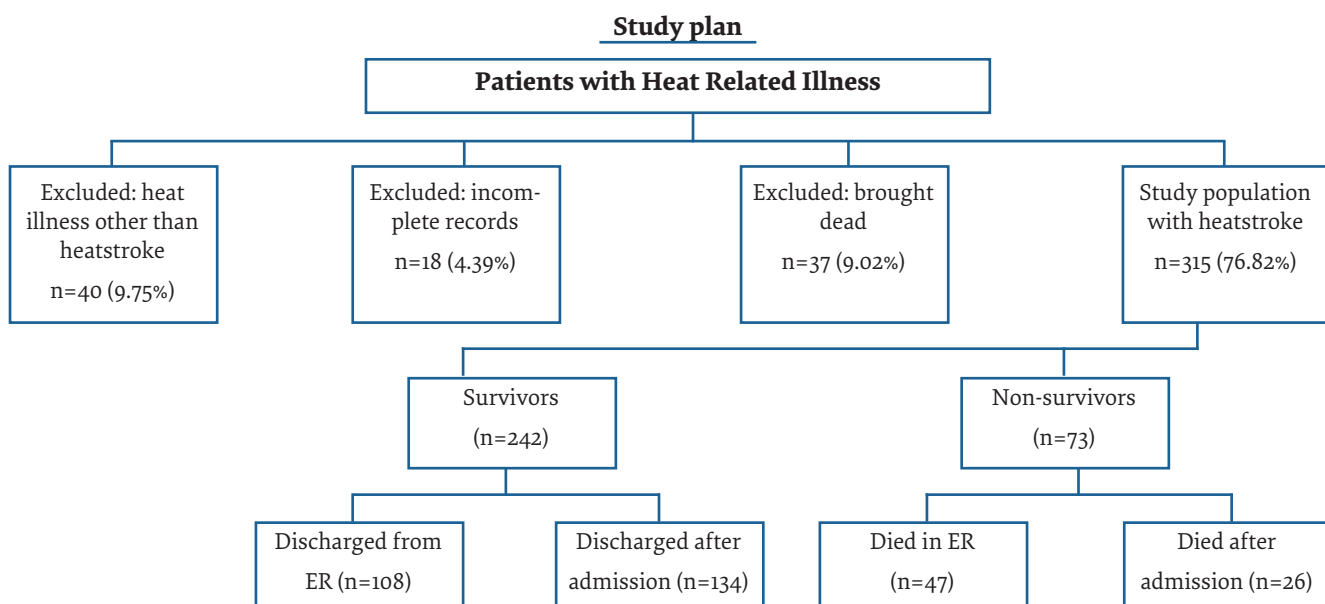 Study plan
Patients with Heat Related Illness
Excluded: heat
illness other than
heatstroke
n=40 (9.75%)
Excluded: incom-
plete records
n=18 (4.39%)
Excluded: brought
dead
n=37 (9.02%)
Study population
with heatstroke
n=315 (76.82%)
Survivors
(n=242)
Non-survivors
(n=73)
Discharged from
ER (n=108)
Discharged after
admission (n=134)
Died in ER
(n=47)
Died after
admission (n=26)